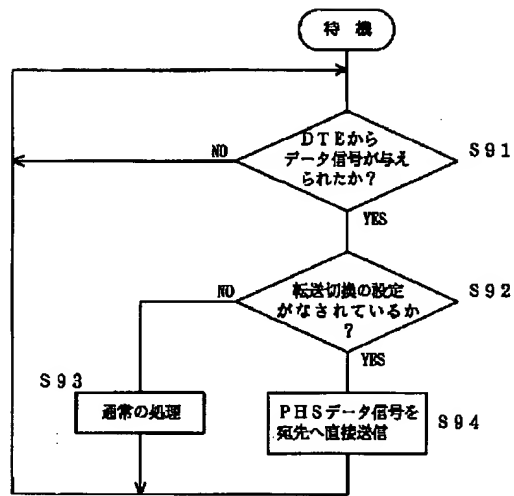 待 機
DTEから
データ信号が与え
られたか?
S91
NO
YES
転送切換の設定
がなされているか
?
S92
NO
YES
S93
通常の処理
PHSデータ信号を
宛先へ直接送信
S94